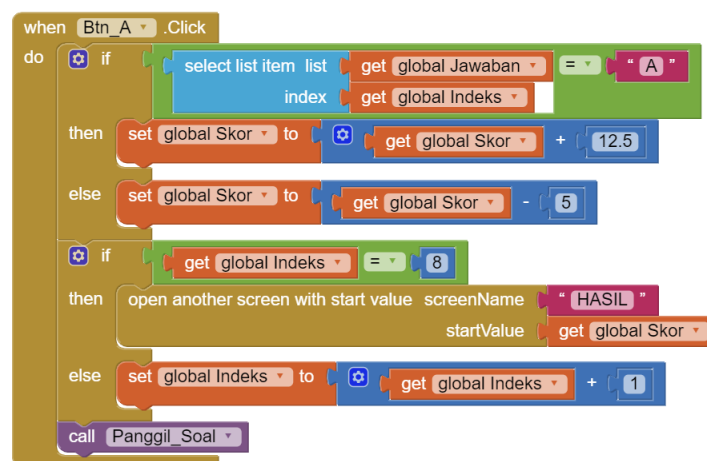 when Btn_A .Click
do if select list item list get global Jawaban = " A "
index get global Indeks
then set global Skor to get global Skor + 12.5
else set global Skor to get global Skor - 5
if get global Indeks = 8
then open another screen with start value screenName " HASIL "
startValue get global Skor
else set global Indeks to get global Indeks + 1
call Panggil_Soal